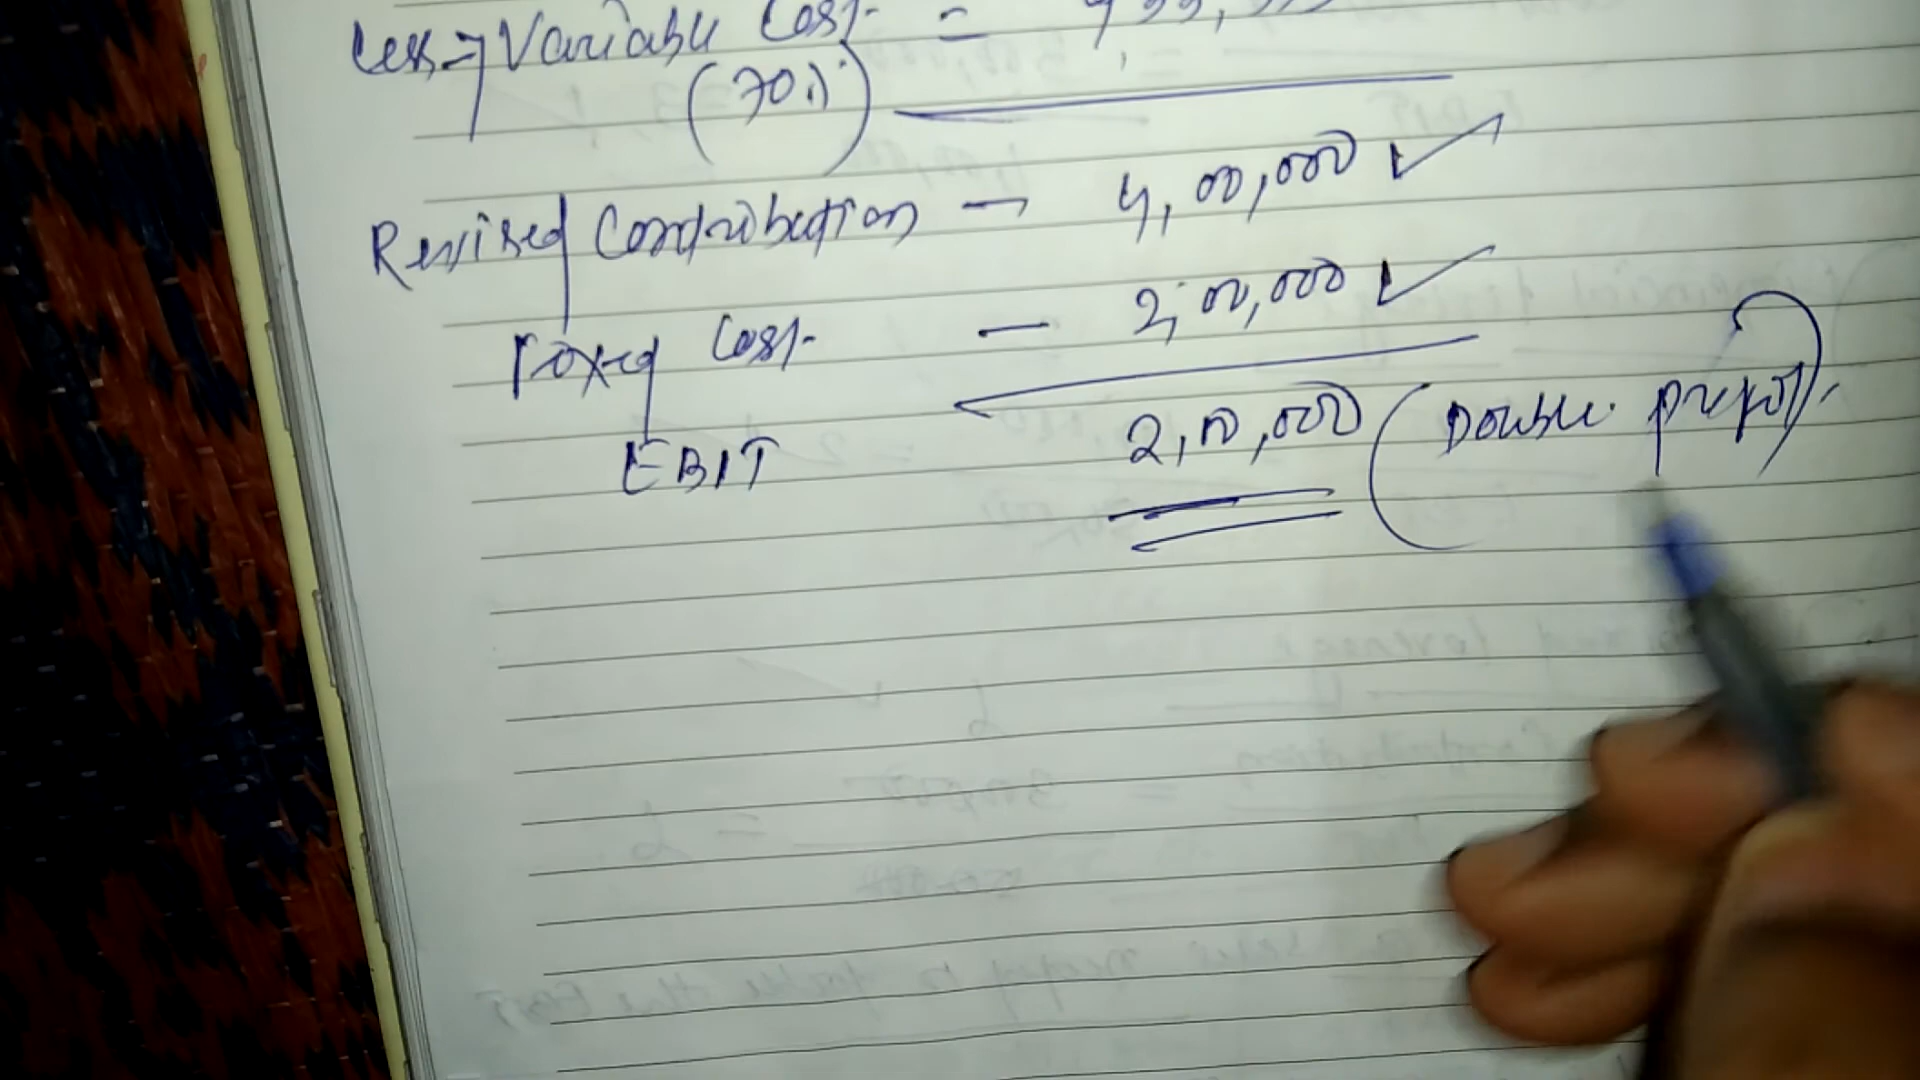 Less⇒ Variable Cost =
(70%)
Revised Contribution — 4,00,000 ✓
Fixed Cost — 2,00,000 ✓
EBIT 2,00,000 (Double profit).